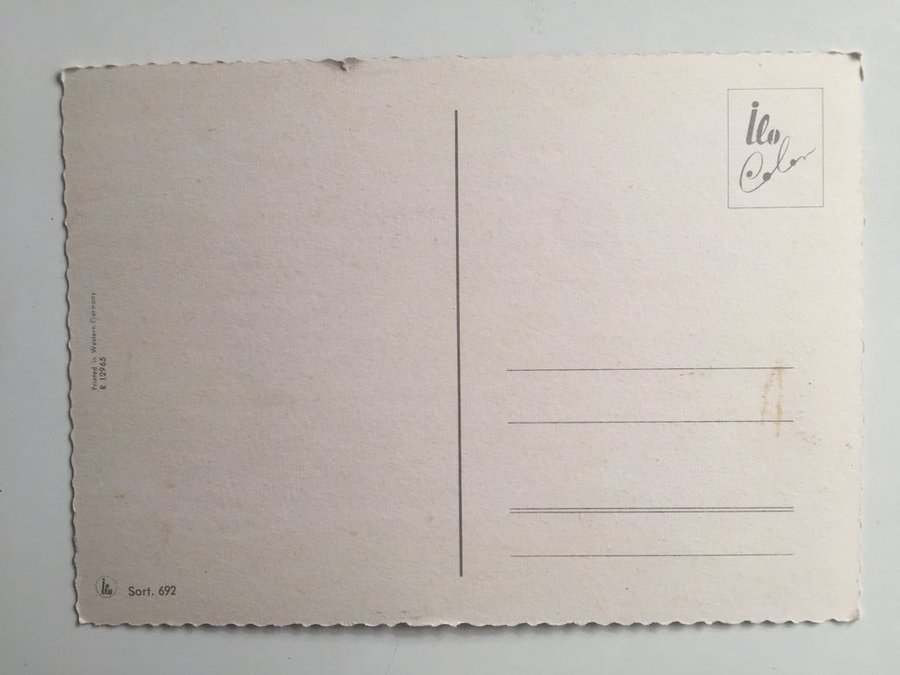 ilo
Color
Printed in Western Germany
R 12965
ilo
Sort. 692